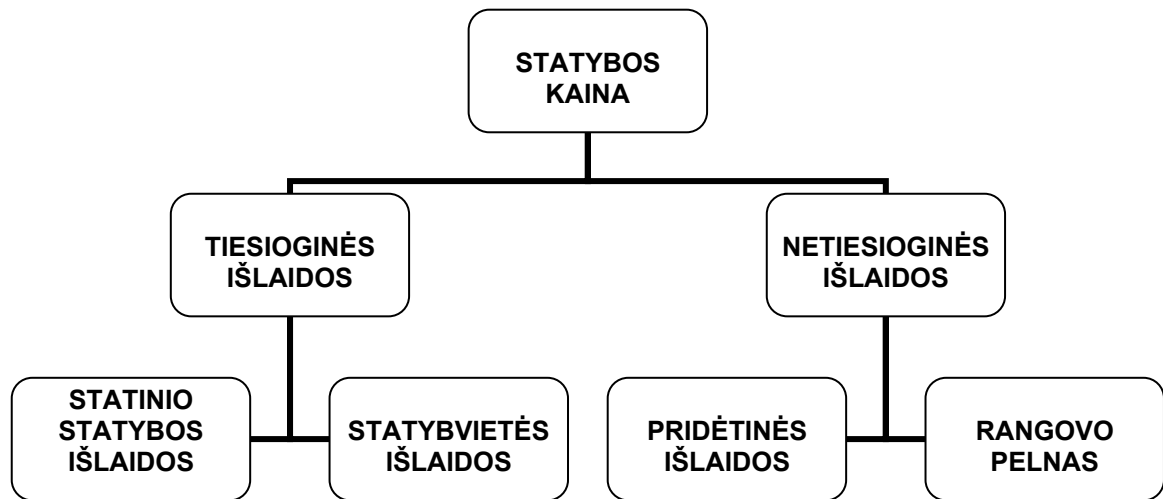 STATYBOS
KAINA
TIESIOGINĖS
IŠLAIDOS
NETIESIOGINĖS
IŠLAIDOS
STATINIO
STATYBOS
IŠLAIDOS
STATYBVIETĖS
IŠLAIDOS
PRIDĖTINĖS
IŠLAIDOS
RANGOVO
PELNAS